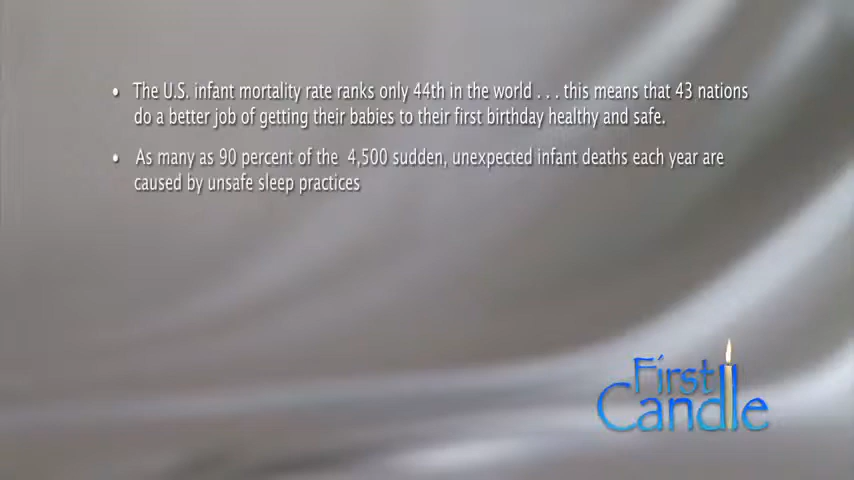 • The U.S. infant mortality rate ranks only 44th in the world . . . this means that 43 nations
do a better job of getting their babies to their first birthday healthy and safe.
• As many as 90 percent of the 4,500 sudden, unexpected infant deaths each year are
caused by unsafe sleep practices
First
Candle